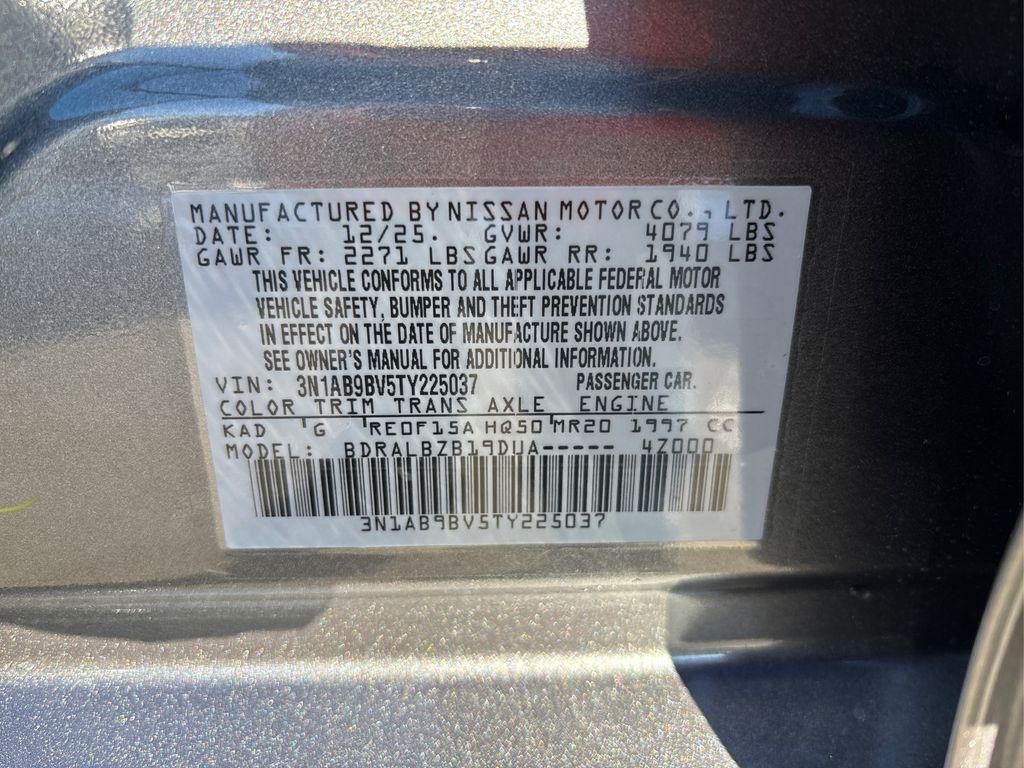 MANUFACTURED BY NISSAN MOTOR CO., LTD.
DATE: 12/25. GVWR: 4079 LBS
GAWR FR: 2271 LBS GAWR RR: 1940 LBS
THIS VEHICLE CONFORMS TO ALL APPLICABLE FEDERAL MOTOR
VEHICLE SAFETY, BUMPER AND THEFT PREVENTION STANDARDS
IN EFFECT ON THE DATE OF MANUFACTURE SHOWN ABOVE.
SEE OWNER'S MANUAL FOR ADDITIONAL INFORMATION.
VIN: 3N1AB9BV5TY225037 PASSENGER CAR.
COLOR TRIM TRANS AXLE ENGINE
KAD G RE0F15A HQ50 MR20 1997 CC
MODEL: BDRALBZB19DUA----- 4Z000
3N1AB9BV5TY225037